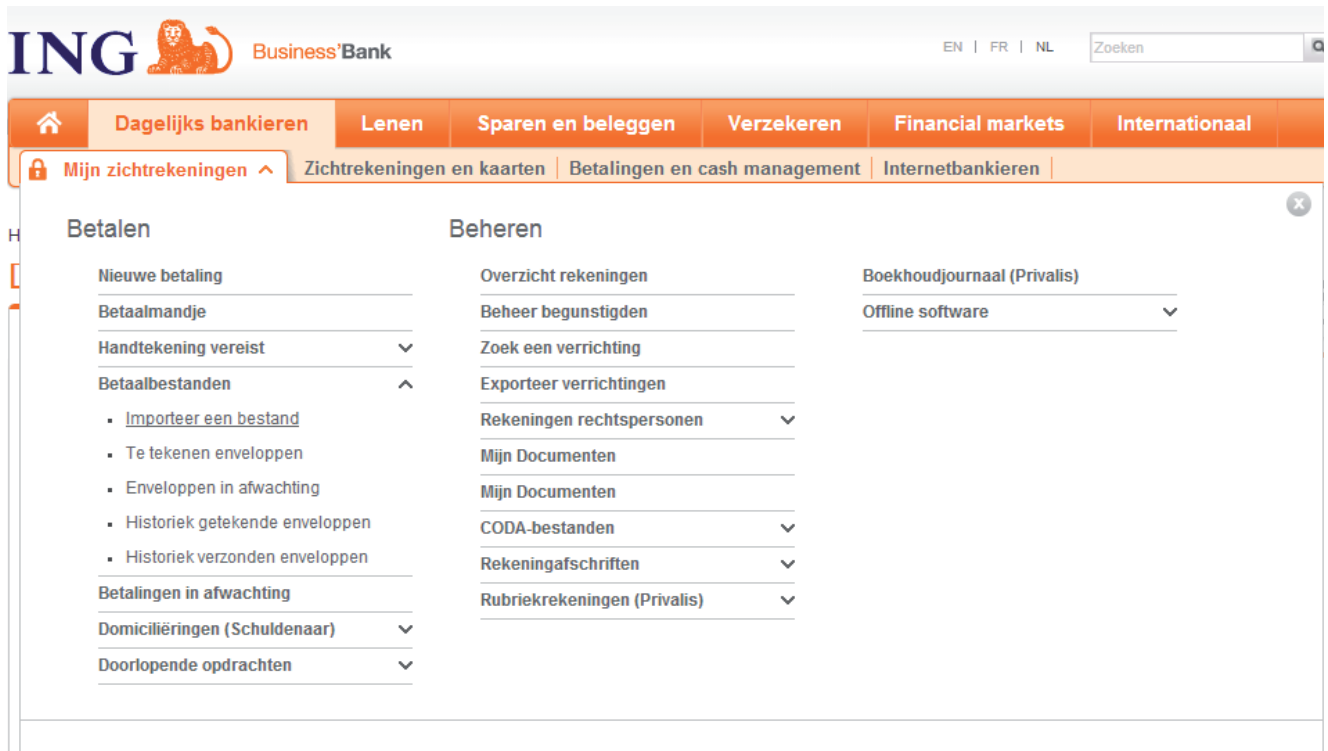 ING Business'Bank
EN | FR | NL
Zoeken
Dagelijks bankieren
Lenen
Sparen en beleggen
Verzekeren
Financial markets
Internationaal
Mijn zichtrekeningen
Zichtrekeningen en kaarten
Betalingen en cash management
Internetbankieren
Betalen
Nieuwe betaling
Betaalmandje
Handtekening vereist
Betaalbestanden
Importeer een bestand
Te tekenen enveloppen
Enveloppen in afwachting
Historiek getekende enveloppen
Historiek verzonden enveloppen
Betalingen in afwachting
Domiciliëringen (Schuldenaar)
Doorlopende opdrachten
Beheren
Overzicht rekeningen
Beheer begunstigden
Zoek een verrichting
Exporteer verrichtingen
Rekeningen rechtspersonen
Mijn Documenten
Mijn Documenten
CODA-bestanden
Rekeningafschriften
Rubriekrekeningen (Privalis)
Boekhoudjournaal (Privalis)
Offline software